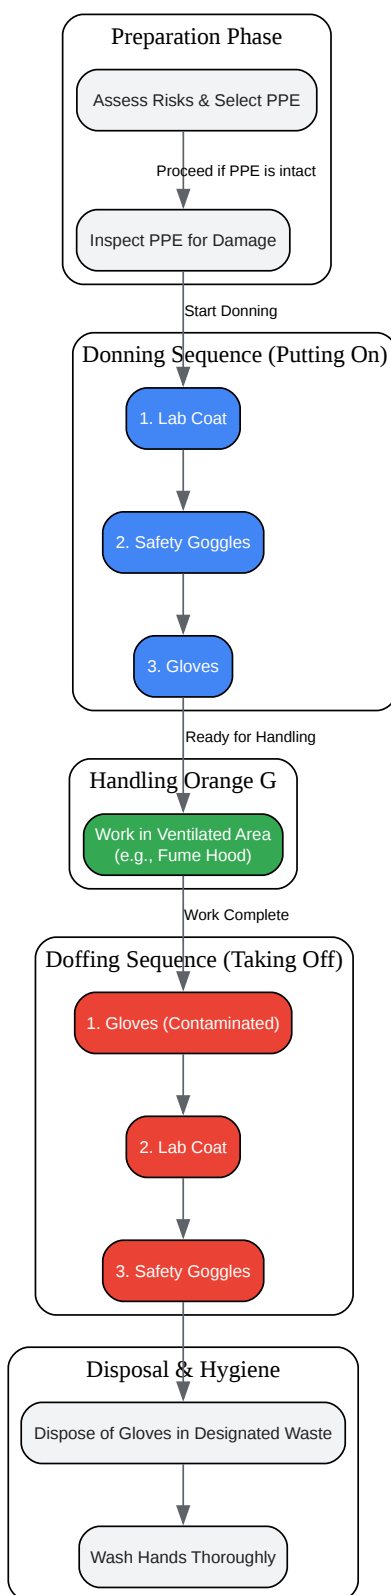 Preparation Phase
Assess Risks & Select PPE
Proceed if PPE is intact
Inspect PPE for Damage
Start Donning
Donning Sequence (Putting On)
1. Lab Coat
2. Safety Goggles
3. Gloves
Ready for Handling
Handling Orange G
Work in Ventilated Area
(e.g., Fume Hood)
Work Complete
Doffing Sequence (Taking Off)
1. Gloves (Contaminated)
2. Lab Coat
3. Safety Goggles
Disposal & Hygiene
Dispose of Gloves in Designated Waste
Wash Hands Thoroughly